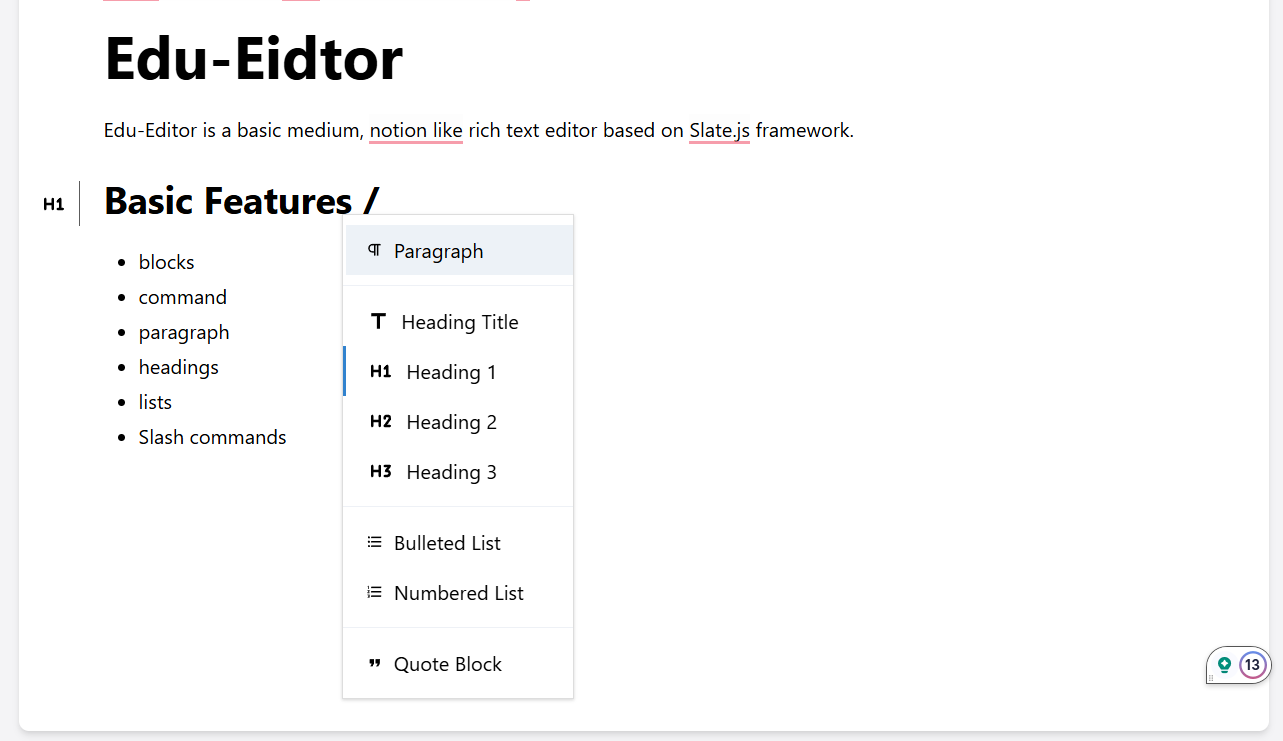 Edu-Eidtor
Edu-Editor is a basic medium, notion like rich text editor based on Slate.js framework.
H1 Basic Features /
• blocks
• command
• paragraph
• headings
• lists
• Slash commands
¶ Paragraph
T Heading Title
H1 Heading 1
H2 Heading 2
H3 Heading 3
Bulleted List
Numbered List
" Quote Block
13